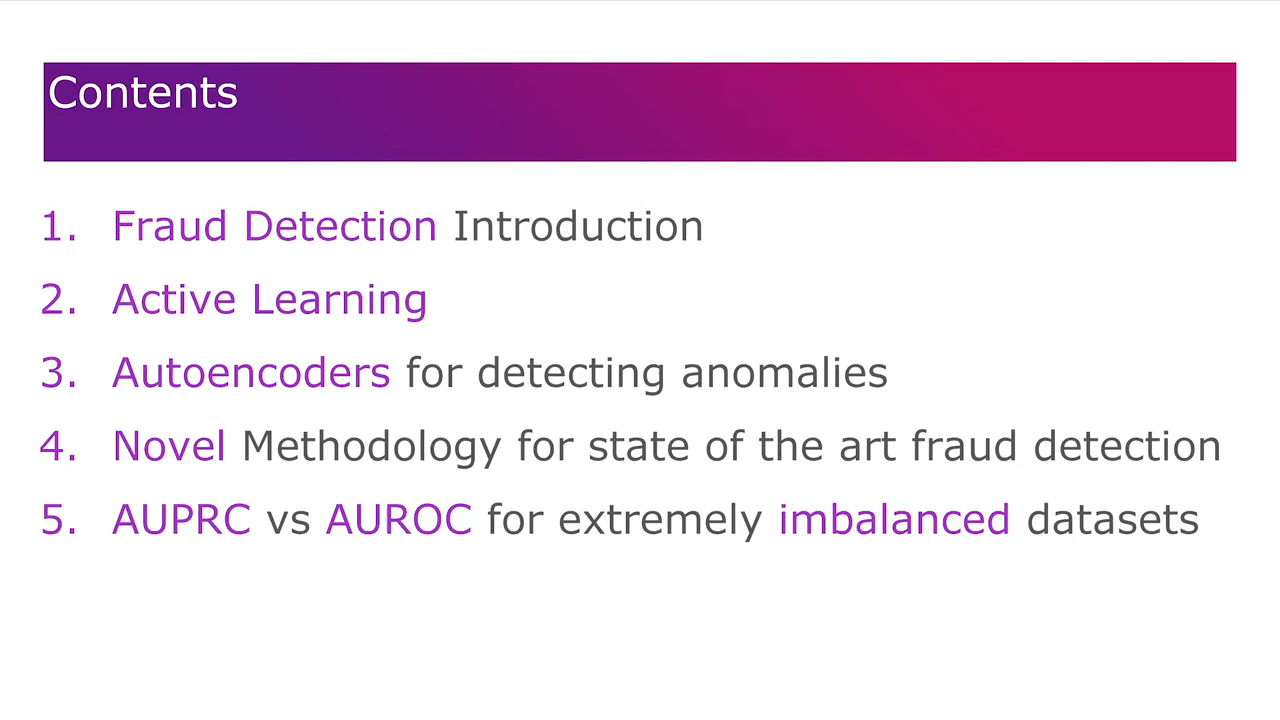 Contents
1. Fraud Detection Introduction
2. Active Learning
3. Autoencoders for detecting anomalies
4. Novel Methodology for state of the art fraud detection
5. AUPRC vs AUROC for extremely imbalanced datasets